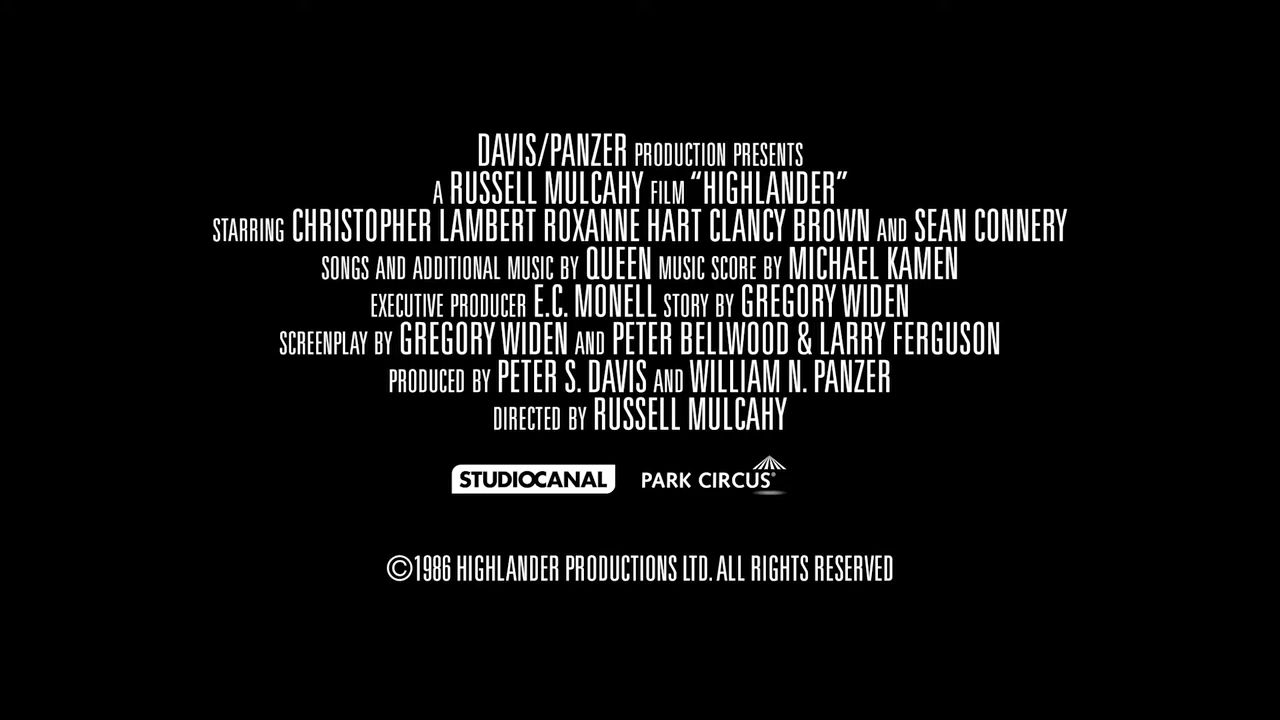 DAVIS/PANZER PRODUCTION PRESENTS
A RUSSELL MULCAHY FILM “HIGHLANDER”
STARRING CHRISTOPHER LAMBERT ROXANNE HART CLANCY BROWN AND SEAN CONNERY
SONGS AND ADDITIONAL MUSIC BY QUEEN MUSIC SCORE BY MICHAEL KAMEN
EXECUTIVE PRODUCER E.C. MONELL STORY BY GREGORY WIDEN
SCREENPLAY BY GREGORY WIDEN AND PETER BELLWOOD & LARRY FERGUSON
PRODUCED BY PETER S. DAVIS AND WILLIAM N. PANZER
DIRECTED BY RUSSELL MULCAHY
STUDIOCANAL PARK CIRCUS®
©1986 HIGHLANDER PRODUCTIONS LTD. ALL RIGHTS RESERVED